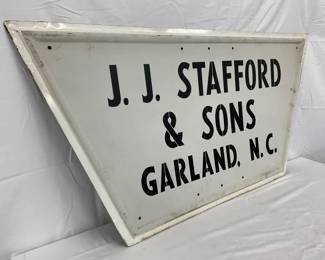 J. J. STAFFORD
& SONS
GARLAND, N.C.